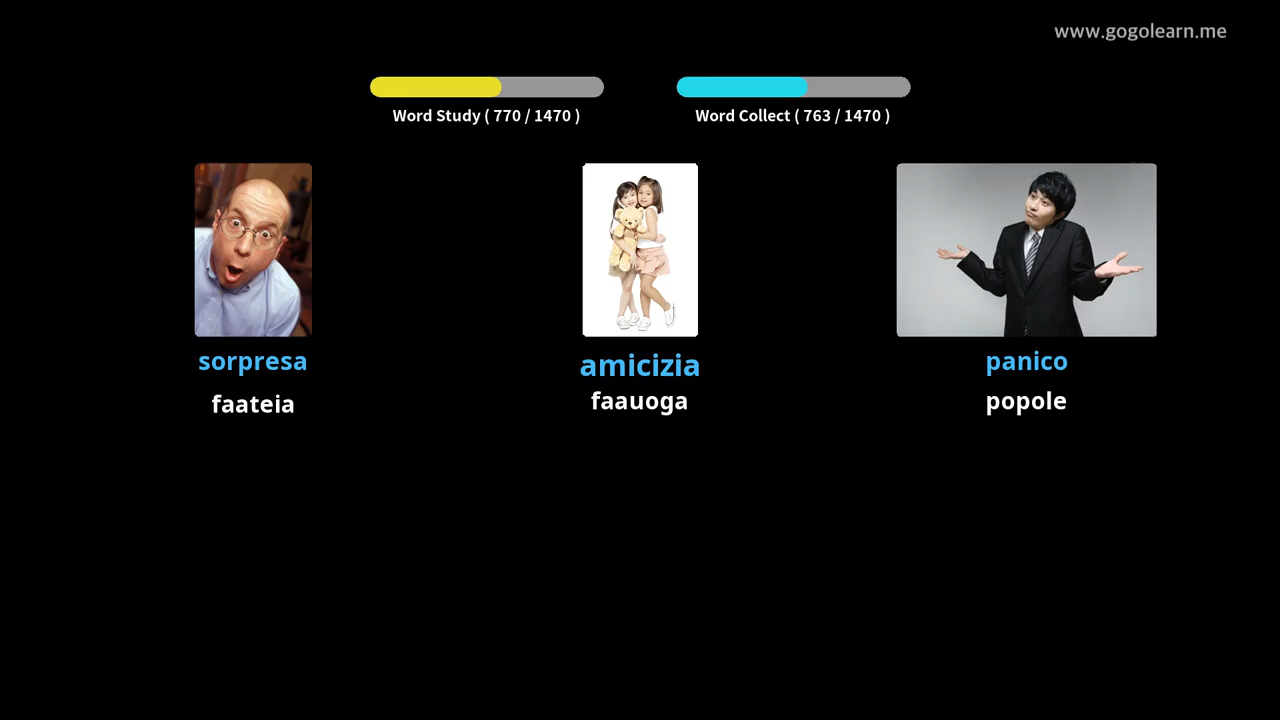 www.gogolearn.me
Word Study ( 770 / 1470 )
Word Collect ( 763 / 1470 )
sorpresa
faateia
amicizia
faauoga
panico
popole